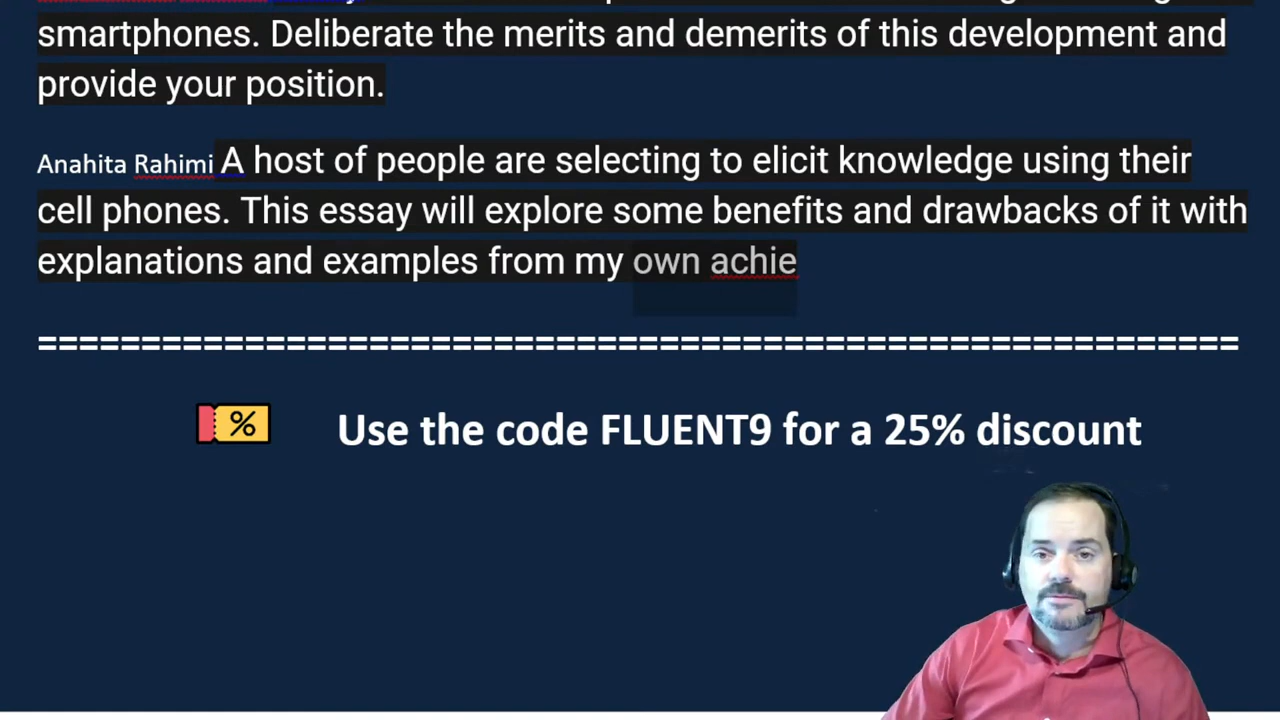 smartphones. Deliberate the merits and demerits of this development and
provide your position.
Anahita Rahimi A host of people are selecting to elicit knowledge using their
cell phones. This essay will explore some benefits and drawbacks of it with
explanations and examples from my own achie
============================================================
% Use the code FLUENT9 for a 25% discount